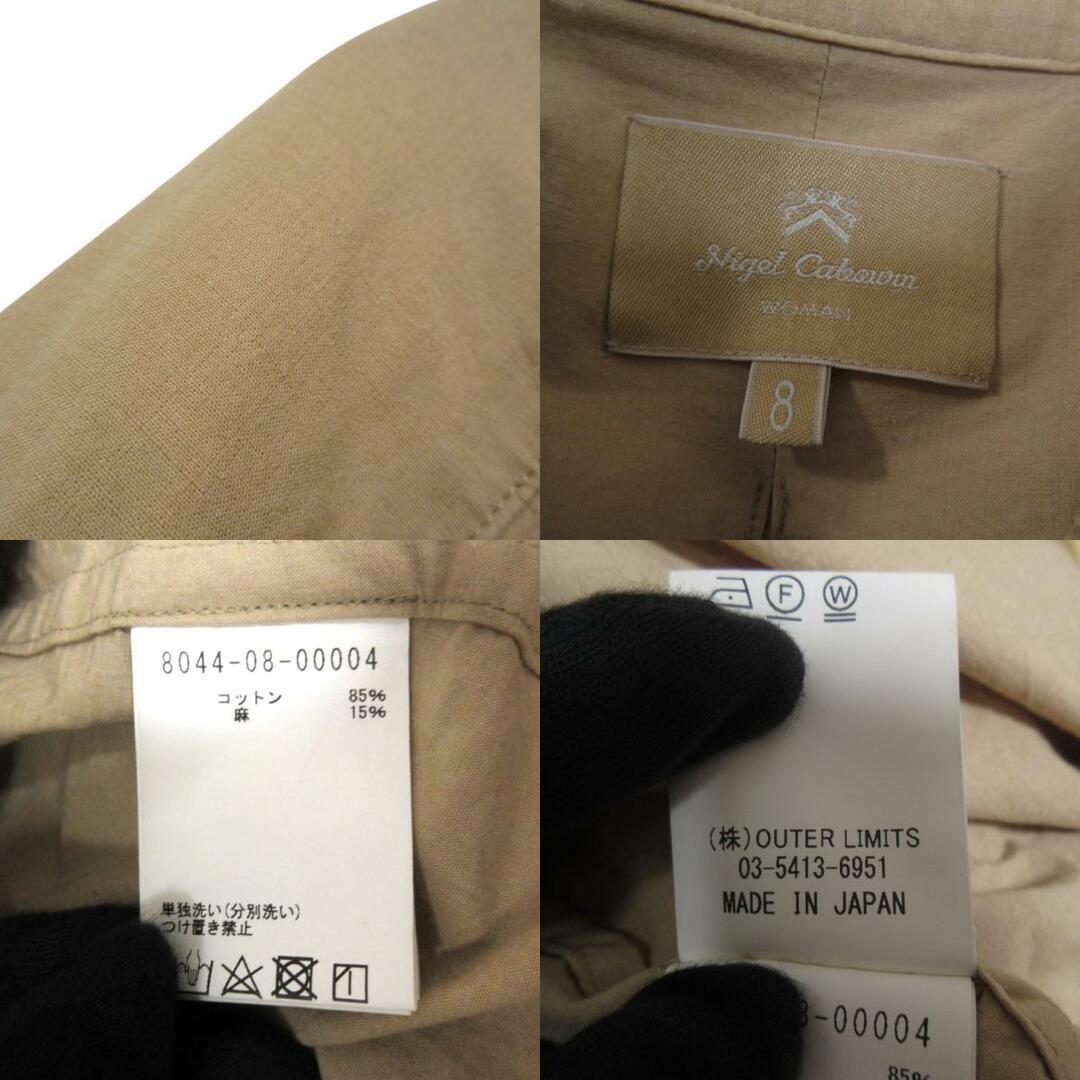 Nigel Cabourn
WOMAN
8
8044-08-00004
コットン 85%
麻 15%
単独洗い(分別洗い)
つけ置き禁止
F W
(株)OUTER LIMITS
03-5413-6951
MADE IN JAPAN
-00004
85%